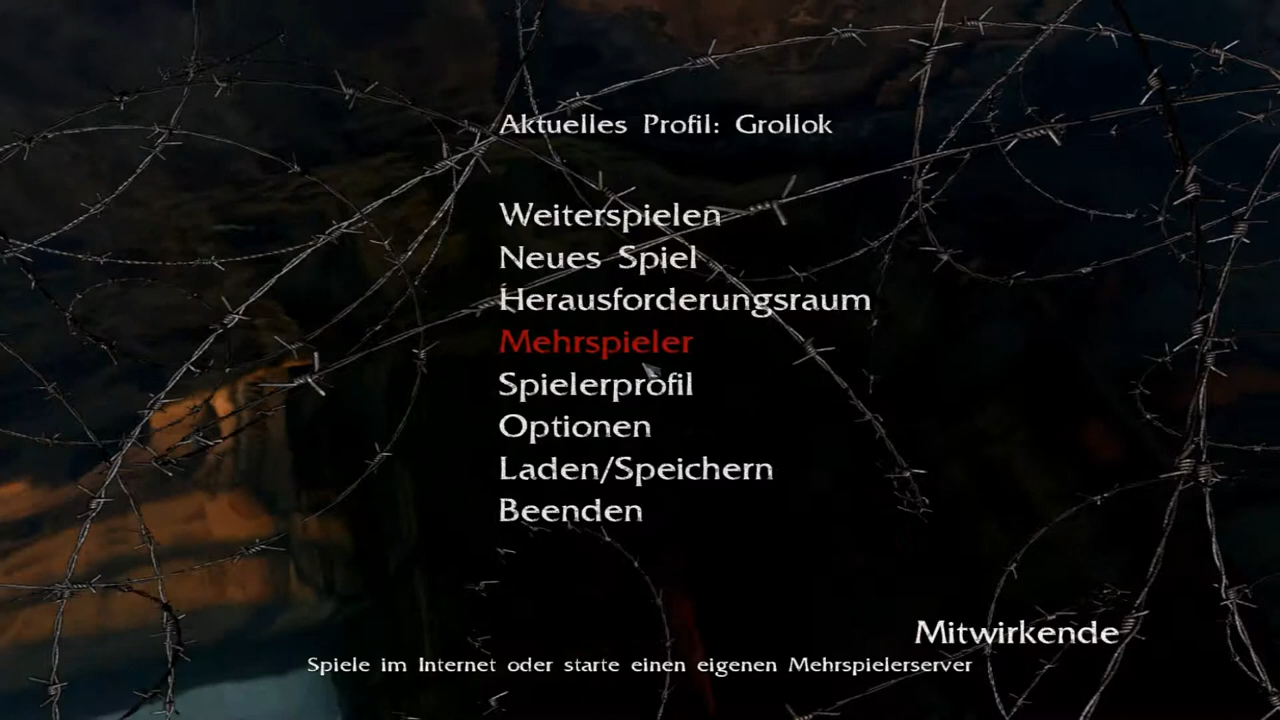 Aktuelles Profil: Grollok
Weiterspielen
Neues Spiel
Herausforderungsraum
Mehrspieler
Spielerprofil
Optionen
Laden/Speichern
Beenden
Mitwirkende
Spiele im Internet oder starte einen eigenen Mehrspielerserver